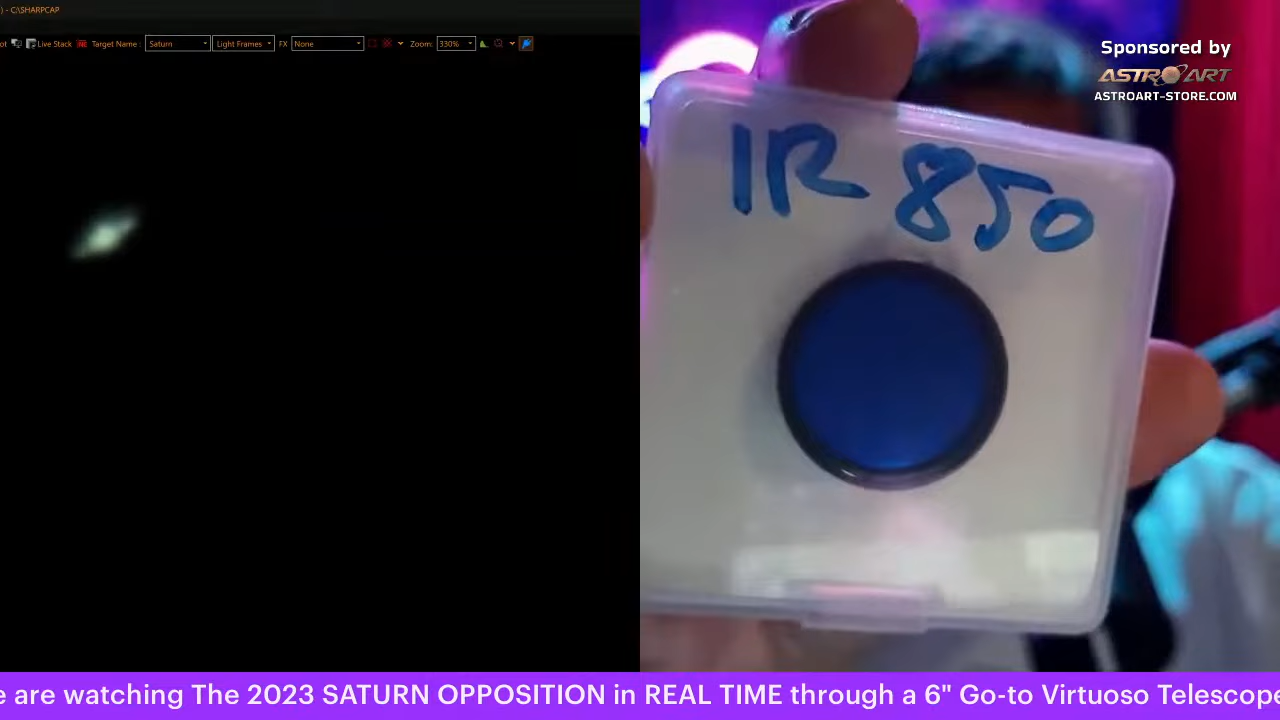 ) - C:\SHARPCAP
ot Live Stack Target Name : Saturn Light Frames FX None Zoom: 330%
Sponsored by
ASTROART
ASTROART-STORE.COM
IR 850
e are watching The 2023 SATURN OPPOSITION in REAL TIME through a 6" Go-to Virtuoso Telescope